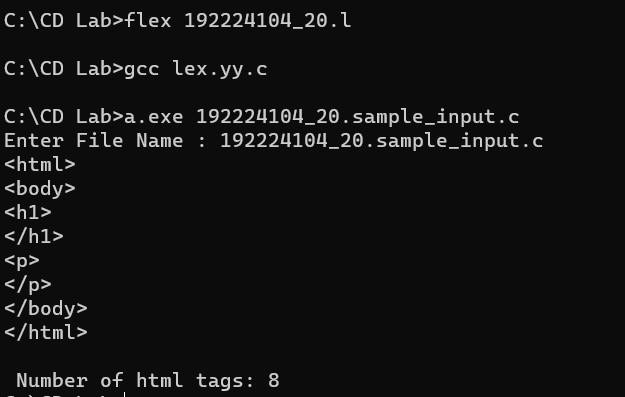 C:\CD Lab>flex 192224104_20.l
C:\CD Lab>gcc lex.yy.c
C:\CD Lab>a.exe 192224104_20.sample_input.c
Enter File Name : 192224104_20.sample_input.c
<html>
<body>
<h1>
</h1>
<p>
</p>
</body>
</html>
Number of html tags: 8